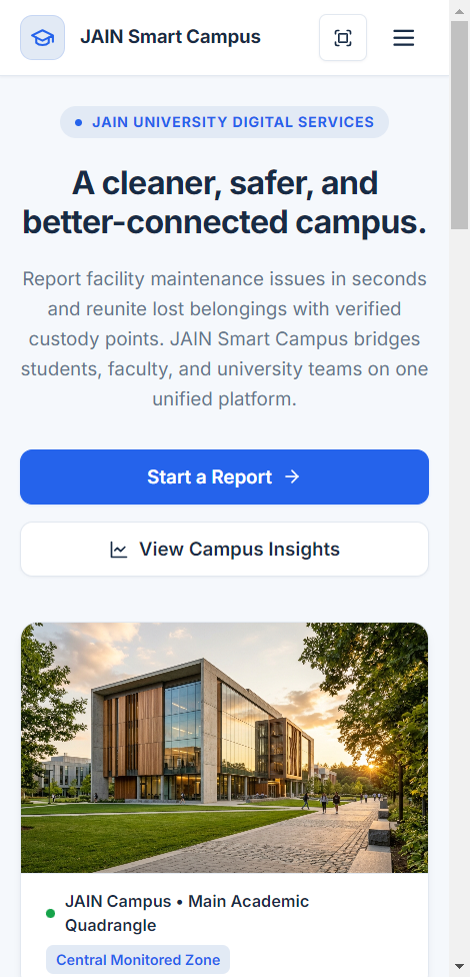 JAIN Smart Campus
JAIN UNIVERSITY DIGITAL SERVICES
A cleaner, safer, and
better-connected campus.
Report facility maintenance issues in seconds
and reunite lost belongings with verified
custody points. JAIN Smart Campus bridges
students, faculty, and university teams on one
unified platform.
Start a Report →
View Campus Insights
JAIN Campus • Main Academic
Quadrangle
Central Monitored Zone